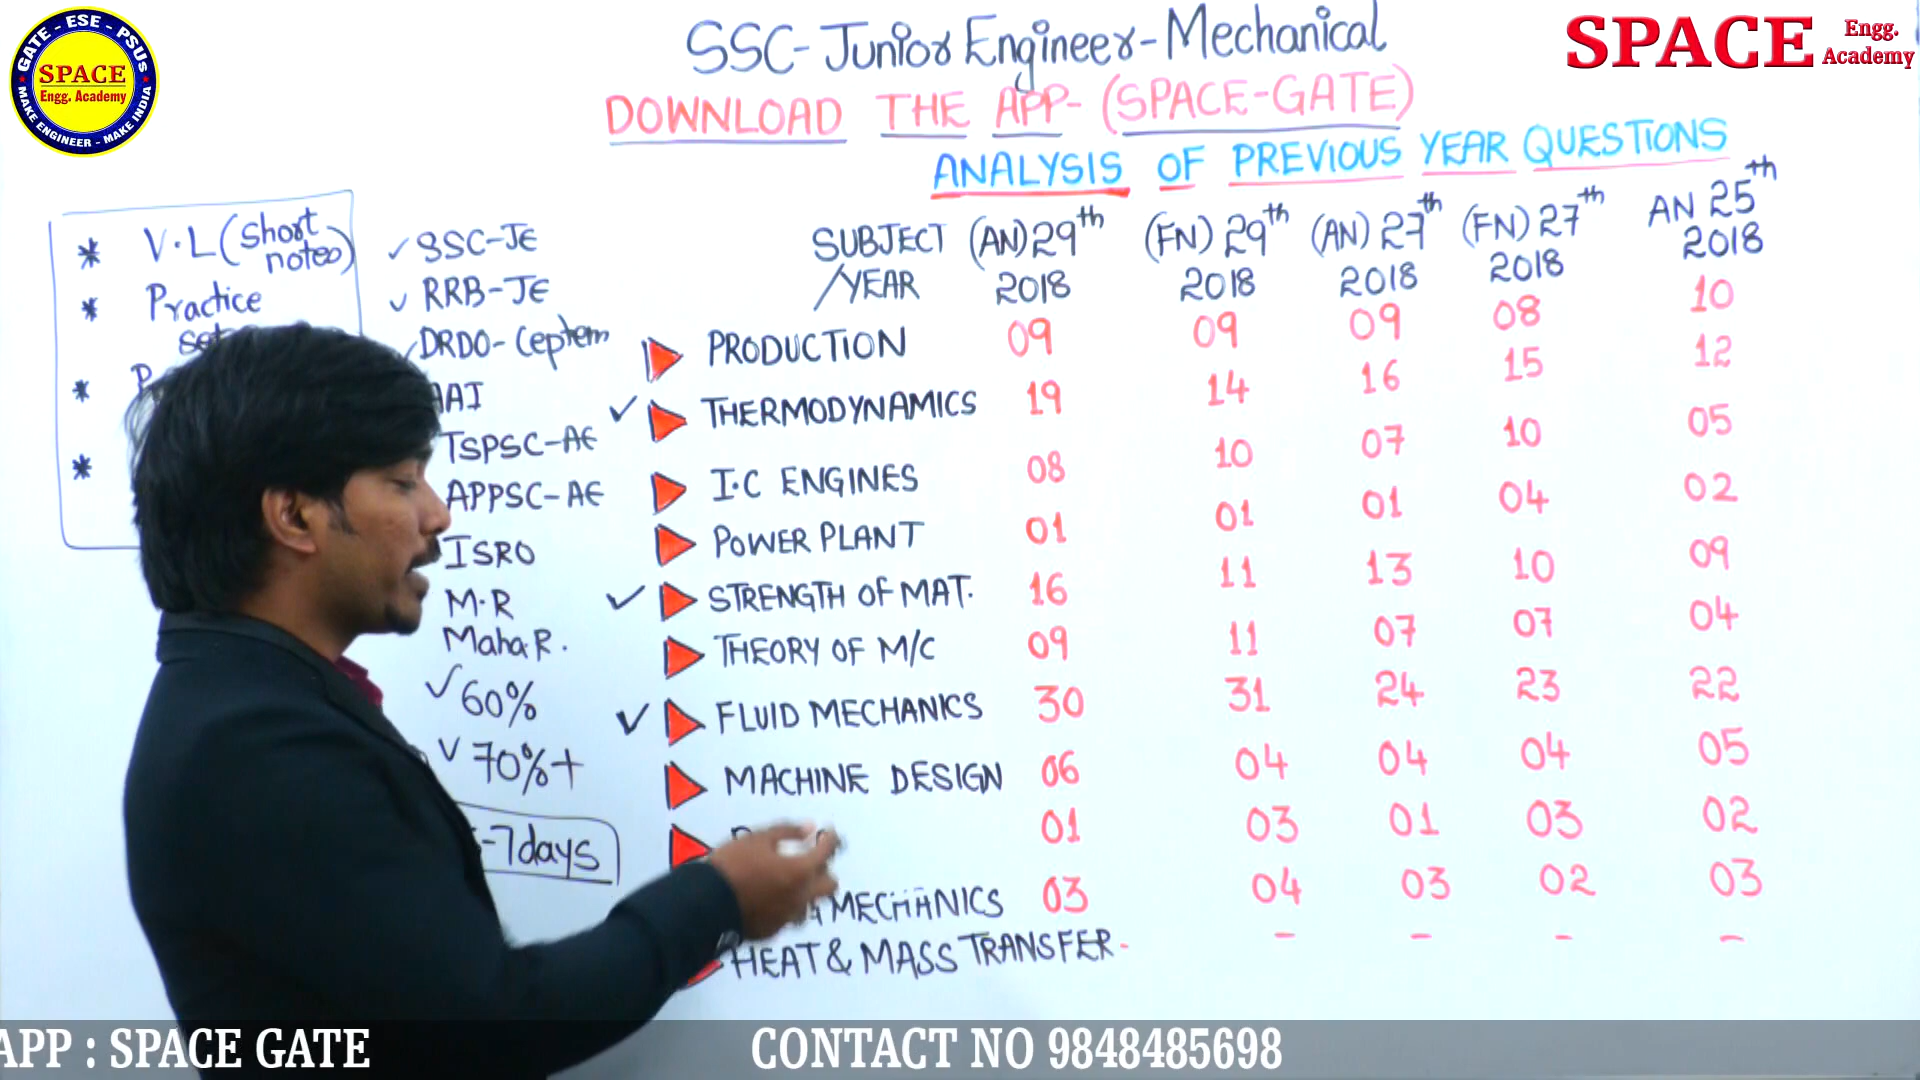 GATE - ESE - PSUs
SPACE
Engg. Academy
MAKE ENGINEER - MAKE INDIA
SPACE Engg. Academy
SSC-Junior Engineer-Mechanical
DOWNLOAD THE APP- (SPACE-GATE)
ANALYSIS OF PREVIOUS YEAR QUESTIONS
* V.L (Short notes)
* Practice
*
*
✓ SSC-JE
✓ RRB-JE
✓ DRDO-Ceptem
AAI
TSPSC-AE
APPSC-AE
ISRO
M.R
Maha R.
✓ 60%
✓ 70%+
-7days
SUBJECT /YEAR (AN) 29th 2018 (FN) 29th 2018 (AN) 27th 2018 (FN) 27th 2018 AN 25th 2018
PRODUCTION 09 09 09 08 10
✓ THERMODYNAMICS 19 14 16 15 12
I.C ENGINES 08 10 07 10 05
POWER PLANT 01 01 01 04 02
✓ STRENGTH OF MAT. 16 11 13 10 09
THEORY OF M/C 09 11 07 07 04
✓ FLUID MECHANICS 30 31 24 23 22
MACHINE DESIGN 06 04 04 04 05
01 03 01 03 02
MECHANICS 03 04 03 02 03
HEAT & MASS TRANSFER - - - - -
APP : SPACE GATE CONTACT NO 9848485698